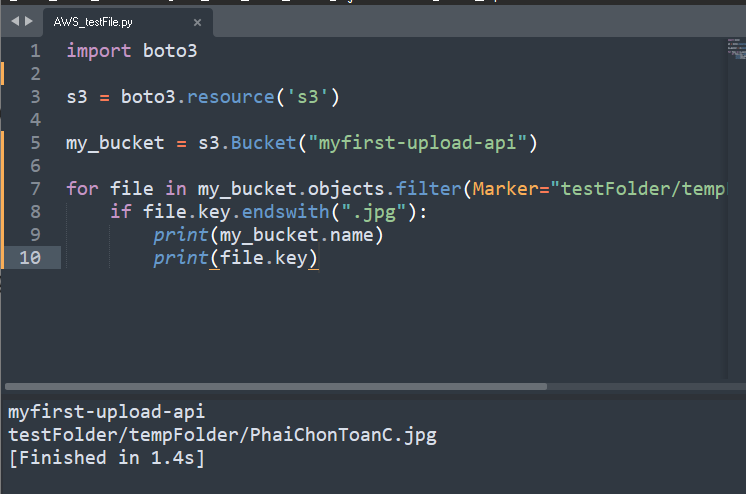 AWS_testFile.py ×
1 import boto3
2
3 s3 = boto3.resource('s3')
4
5 my_bucket = s3.Bucket("myfirst-upload-api")
6
7 for file in my_bucket.objects.filter(Marker="testFolder/temp
8     if file.key.endswith(".jpg"):
9         print(my_bucket.name)
10         print(file.key)
myfirst-upload-api
testFolder/tempFolder/PhaiChonToanC.jpg
[Finished in 1.4s]